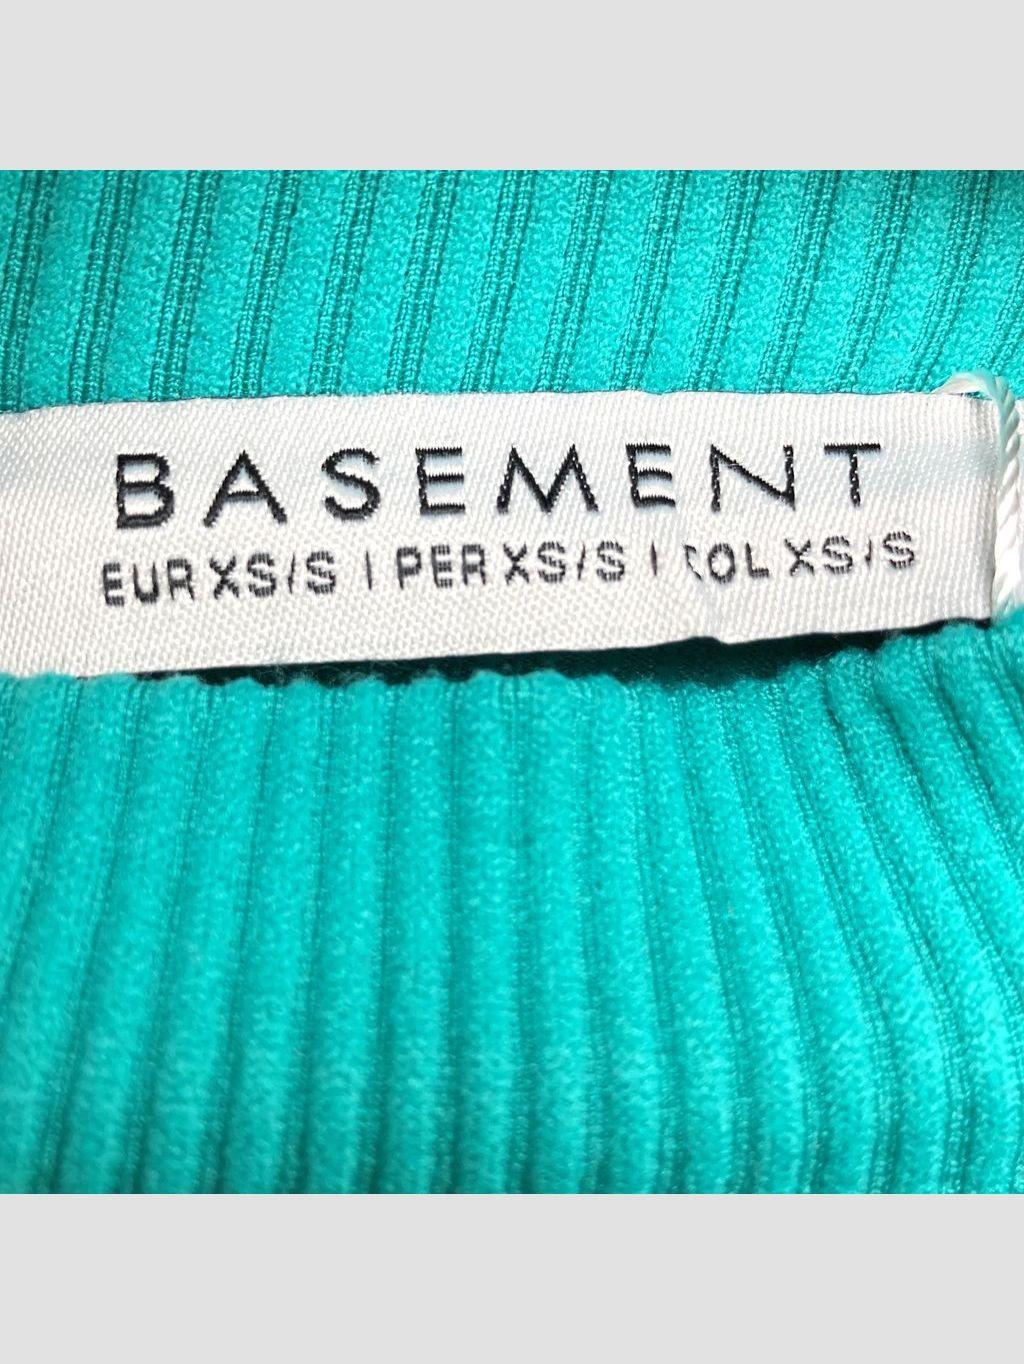 BASEMENT
EUR XS/S | PER XS/S | COL XS/S